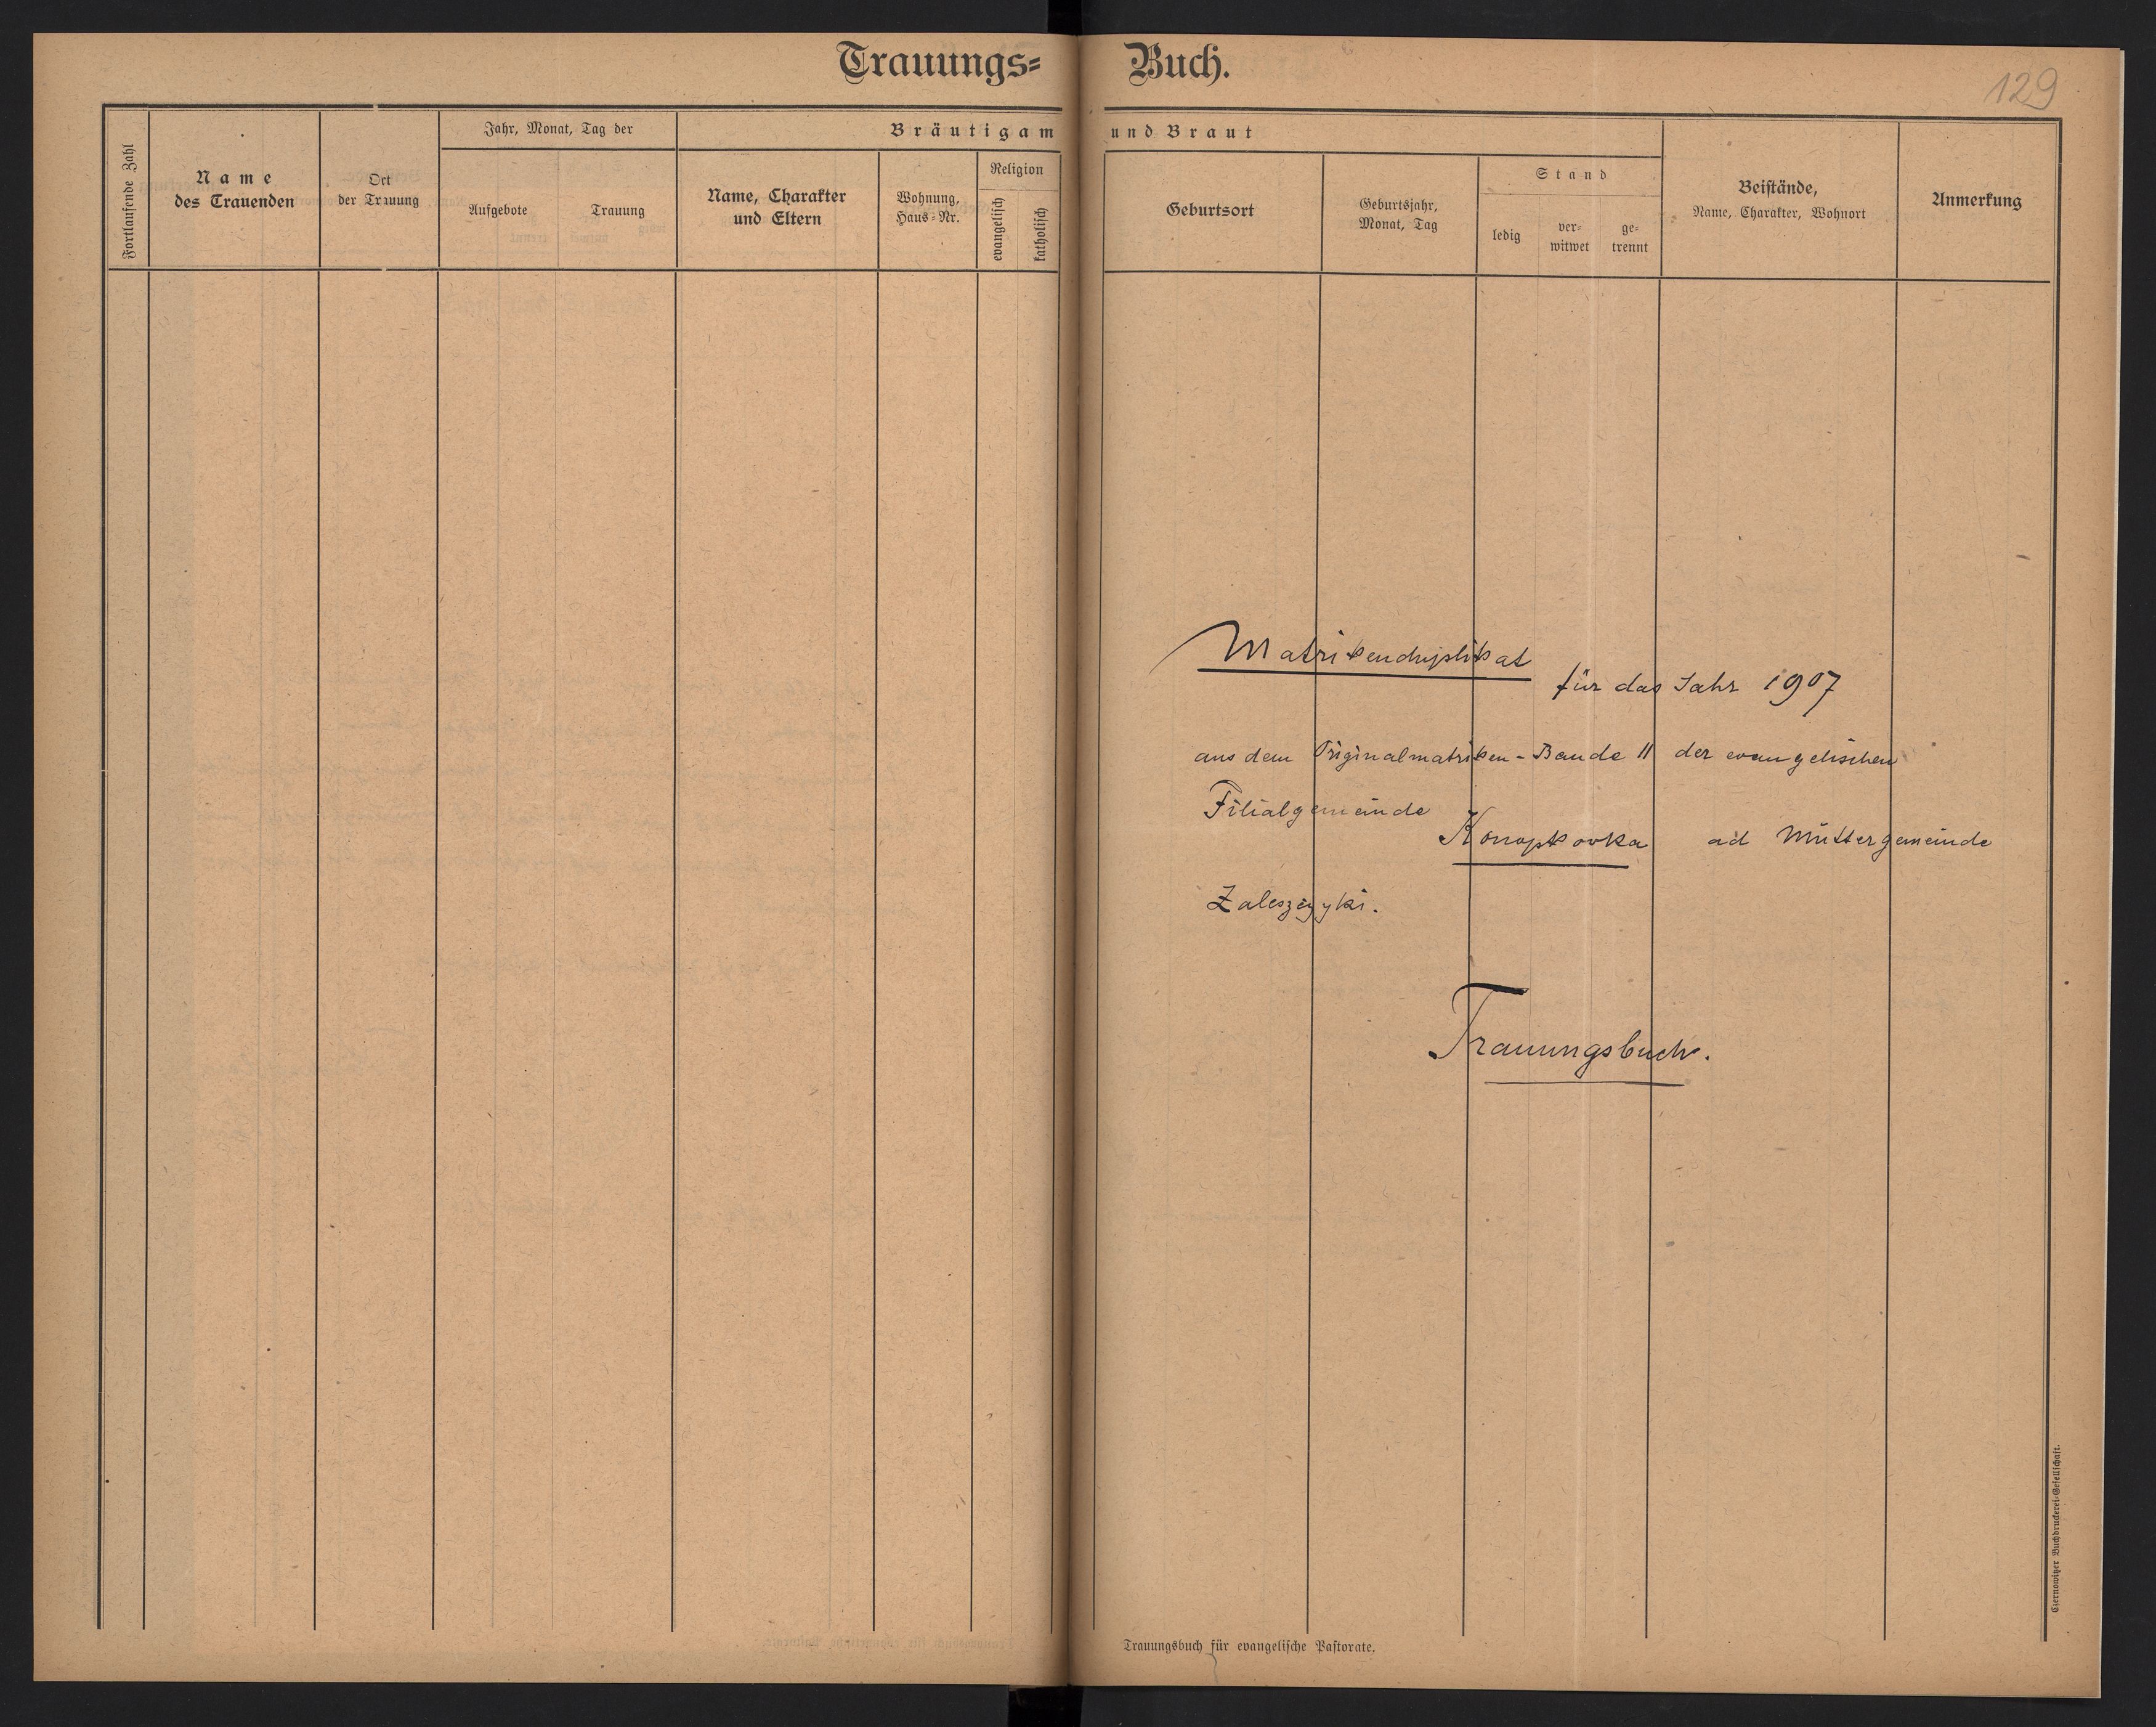 Trauungs= Buch.
129
Fortlaufende Zahl
Name
des Trauenden
Ort
der Trauung
Jahr, Monat, Tag der
Aufgebote
Trauung
Bräutigam und Braut
Name, Charakter
und Eltern
Wohnung,
Haus=Nr.
Religion
evangelisch
katholisch
Geburtsort
Geburtsjahr,
Monat, Tag
Stand
ledig
ver=
witwet
ge=
trennt
Beistände,
Name, Charakter, Wohnort
Anmerkung
Matrikenduplikat
für das Jahr 1907
aus dem Originalmatriken-Bande II der evangelischen
Filialgemeinde
Konopkovka ad Muttergemeinde
Zaleszczyki.
Trauungsbuch.
Trauungsbuch für evangelische Pastorate.
Czernowitzer Buchdruckerei=Gesellschaft.